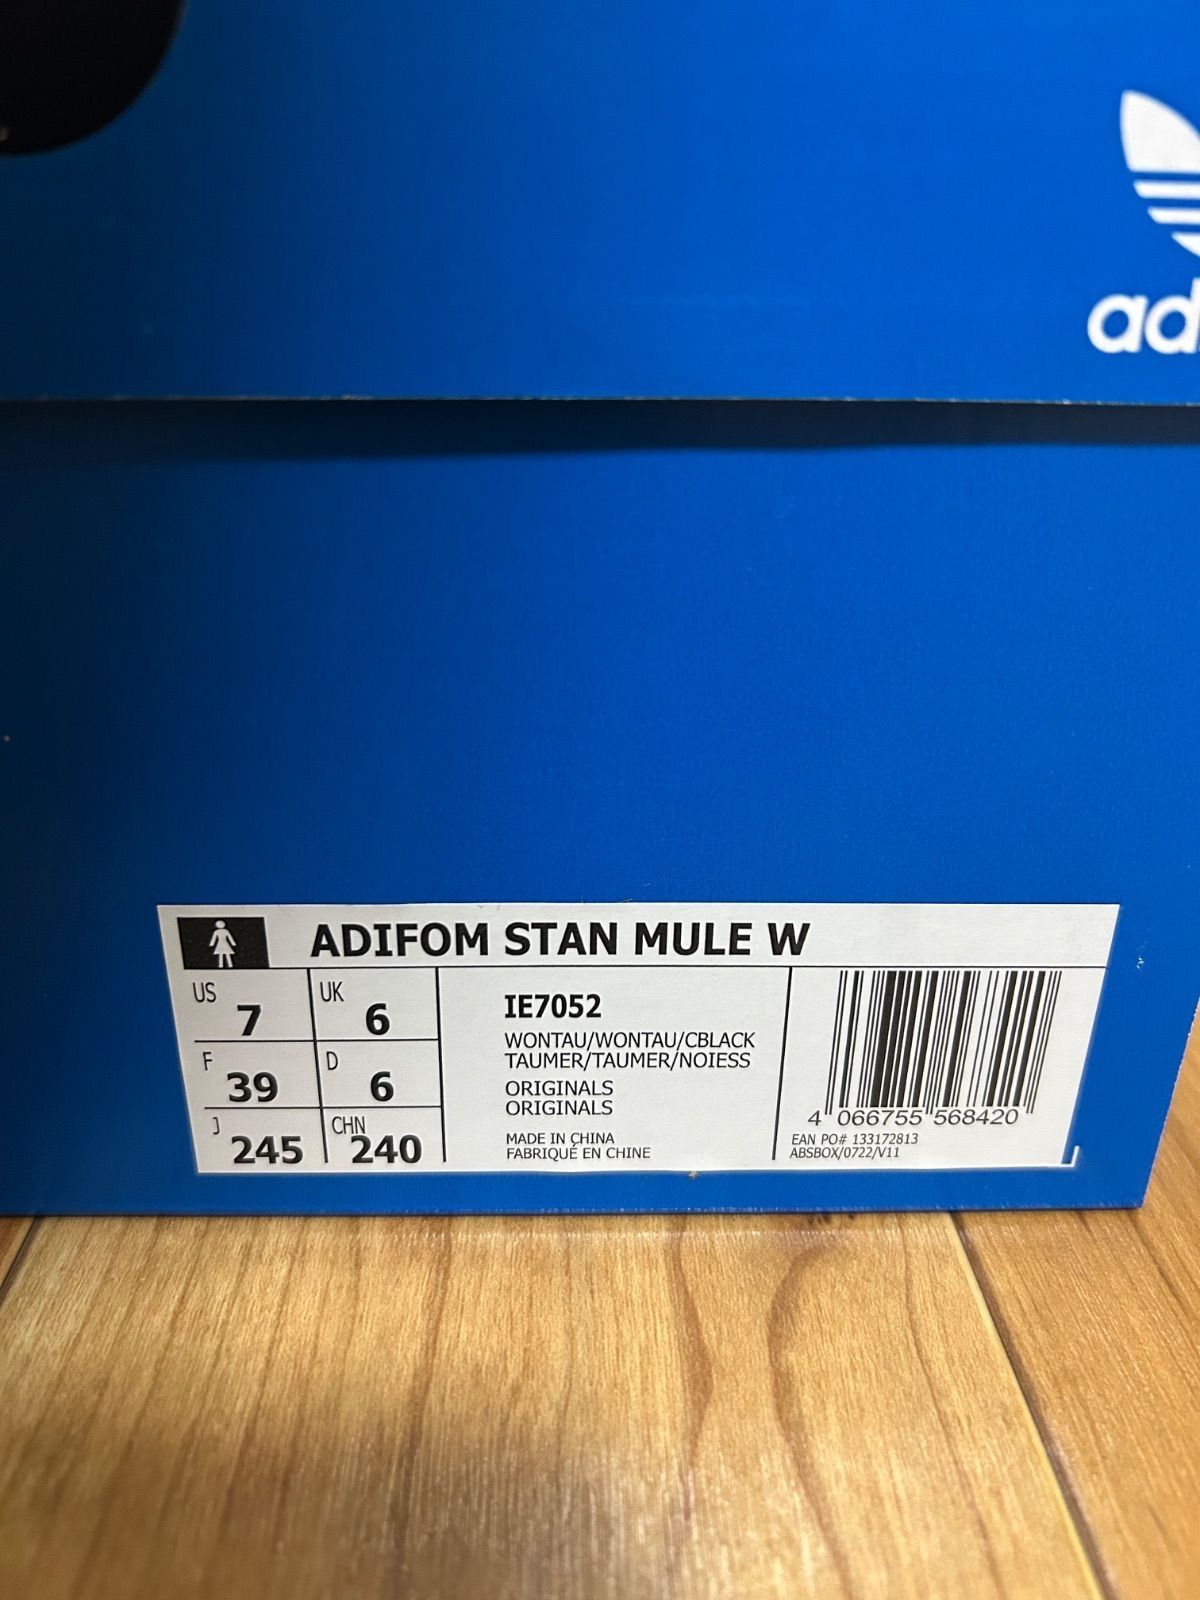 ad
ADIFOM STAN MULE W
US 7
UK 6
F 39
D 6
J 245
CHN 240
IE7052
WONTAU/WONTAU/CBLACK
TAUMER/TAUMER/NOIESS
ORIGINALS
ORIGINALS
MADE IN CHINA
FABRIQUÉ EN CHINE
4 066755 568420
EAN PO# 133172813
ABSBOX/0722/V11